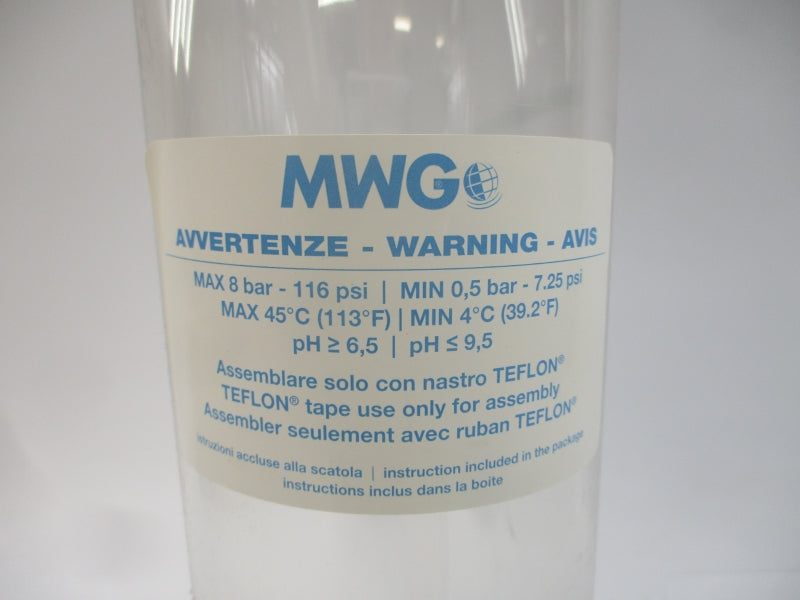 MWG®
AVVERTENZE - WARNING - AVIS
MAX 8 bar - 116 psi | MIN 0,5 bar - 7.25 psi
MAX 45°C (113°F) | MIN 4°C (39.2°F)
pH ≥ 6,5 | pH ≤ 9,5
Assemblare solo con nastro TEFLON®
TEFLON® tape use only for assembly
Assembler seulement avec ruban TEFLON®
istruzioni accluse alla scatola | instruction included in the package
instructions inclus dans la boite